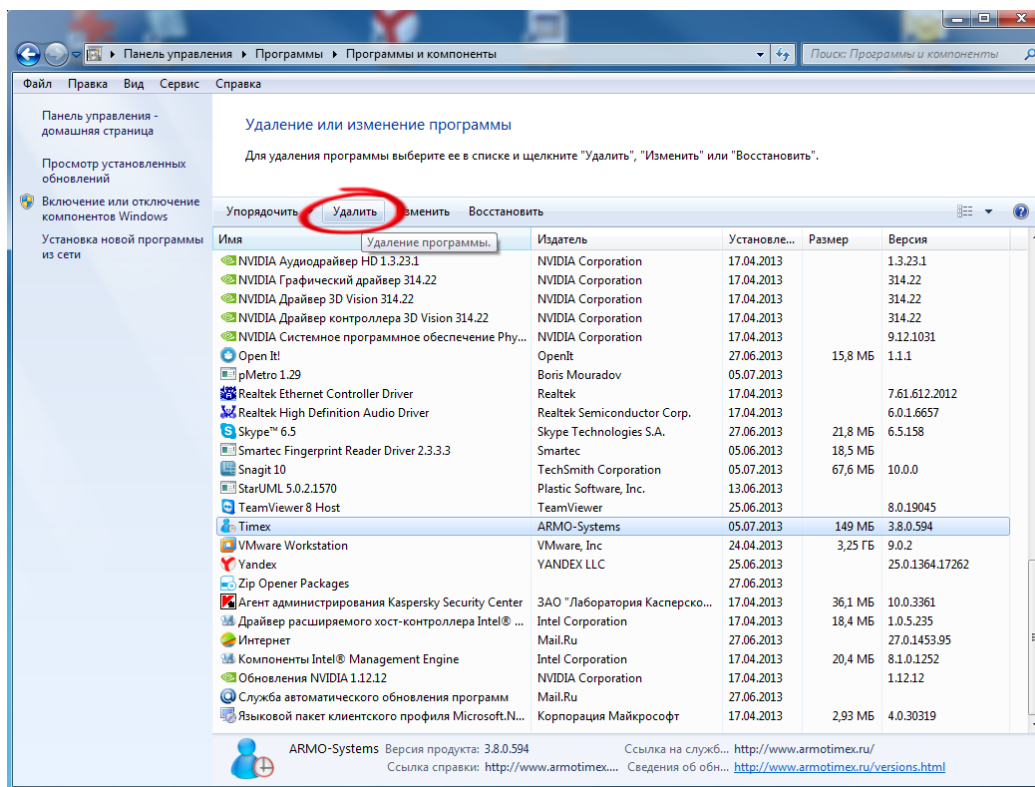 Панель управления ▸ Программы ▸ Программы и компоненты
Поиск: Программы и компоненты
Файл Правка Вид Сервис Справка
Панель управления - домашняя страница
Просмотр установленных обновлений
Включение или отключение компонентов Windows
Установка новой программы из сети
Удаление или изменение программы
Для удаления программы выберите ее в списке и щелкните "Удалить", "Изменить" или "Восстановить".
Упорядочить Удалить зменить Восстановить
Удаление программы.
Имя Издатель Установле... Размер Версия
NVIDIA Аудиодрайвер HD 1.3.23.1 NVIDIA Corporation 17.04.2013 1.3.23.1
NVIDIA Графический драйвер 314.22 NVIDIA Corporation 17.04.2013 314.22
NVIDIA Драйвер 3D Vision 314.22 NVIDIA Corporation 17.04.2013 314.22
NVIDIA Драйвер контроллера 3D Vision 314.22 NVIDIA Corporation 17.04.2013 314.22
NVIDIA Системное программное обеспечение Phy... NVIDIA Corporation 17.04.2013 9.12.1031
Open It! OpenIt 27.06.2013 15,8 МБ 1.1.1
pMetro 1.29 Boris Mouradov 05.07.2013
Realtek Ethernet Controller Driver Realtek 17.04.2013 7.61.612.2012
Realtek High Definition Audio Driver Realtek Semiconductor Corp. 17.04.2013 6.0.1.6657
Skype™ 6.5 Skype Technologies S.A. 27.06.2013 21,8 МБ 6.5.158
Smartec Fingerprint Reader Driver 2.3.3.3 Smartec 05.06.2013 18,5 МБ
Snagit 10 TechSmith Corporation 05.07.2013 67,6 МБ 10.0.0
StarUML 5.0.2.1570 Plastic Software, Inc. 13.06.2013
TeamViewer 8 Host TeamViewer 25.06.2013 8.0.19045
Timex ARMO-Systems 05.07.2013 149 МБ 3.8.0.594
VMware Workstation VMware, Inc 24.04.2013 3,25 ГБ 9.0.2
Yandex YANDEX LLC 25.06.2013 25.0.1364.17262
Zip Opener Packages 27.06.2013
Агент администрирования Kaspersky Security Center ЗАО "Лаборатория Касперско... 17.04.2013 36,1 МБ 10.0.3361
Драйвер расширяемого хост-контроллера Intel® ... Intel Corporation 17.04.2013 18,4 МБ 1.0.5.235
Интернет Mail.Ru 27.06.2013 27.0.1453.95
Компоненты Intel® Management Engine Intel Corporation 17.04.2013 20,4 МБ 8.1.0.1252
Обновления NVIDIA 1.12.12 NVIDIA Corporation 17.04.2013 1.12.12
Служба автоматического обновления программ Mail.Ru 27.06.2013
Языковой пакет клиентского профиля Microsoft.N... Корпорация Майкрософт 17.04.2013 2,93 МБ 4.0.30319
ARMO-Systems Версия продукта: 3.8.0.594 Ссылка на служб... http://www.armotimex.ru/
Ссылка справки: http://www.armotimex.... Сведения об обн... http://www.armotimex.ru/versions.html